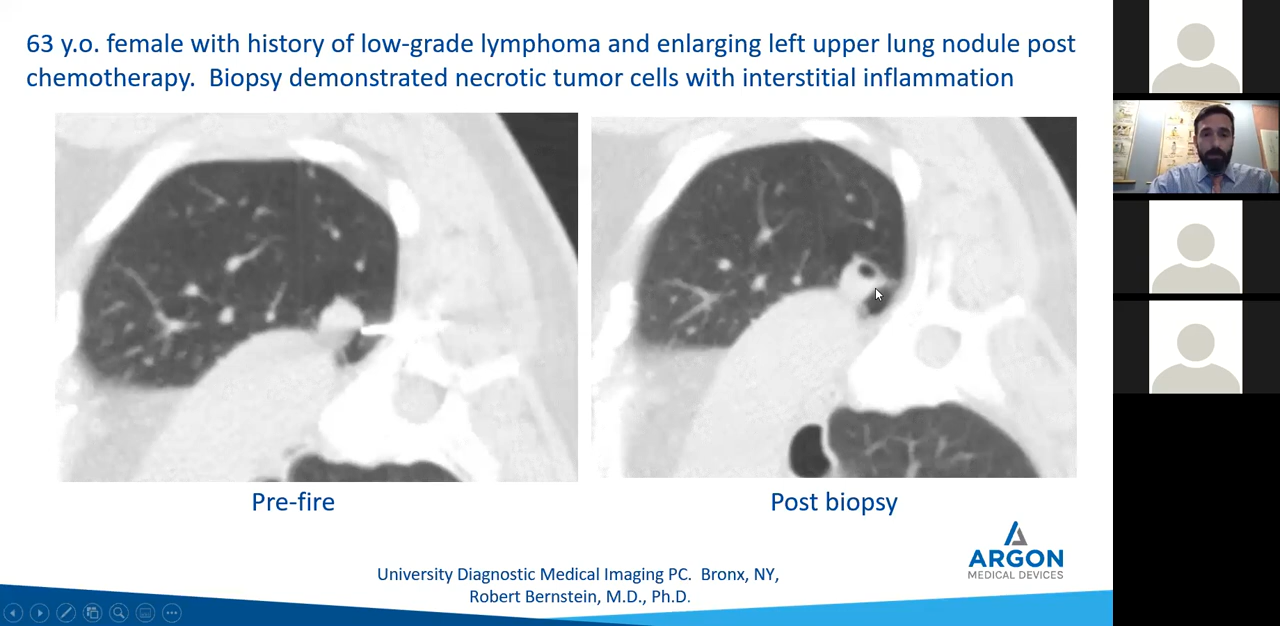 63 y.o. female with history of low-grade lymphoma and enlarging left upper lung nodule post
chemotherapy.  Biopsy demonstrated necrotic tumor cells with interstitial inflammation
Pre-fire
Post biopsy
ARGON
MEDICAL DEVICES
University Diagnostic Medical Imaging PC.  Bronx, NY,
Robert Bernstein, M.D., Ph.D.